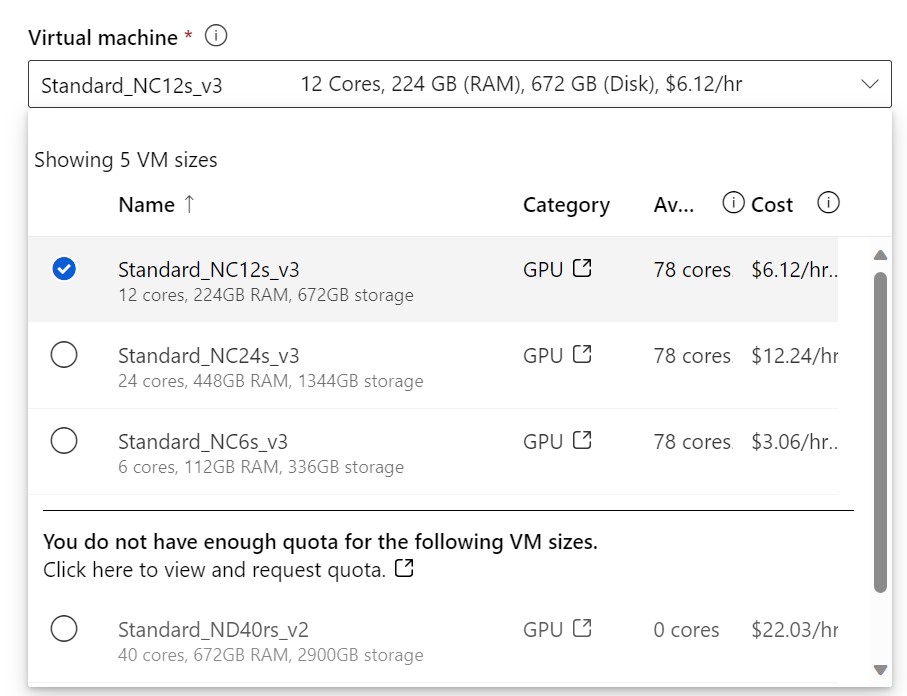 Virtual machine *
Standard_NC12s_v3 12 Cores, 224 GB (RAM), 672 GB (Disk), $6.12/hr
Showing 5 VM sizes
Name ↑ Category Av... Cost
Standard_NC12s_v3 GPU 78 cores $6.12/hr..
12 cores, 224GB RAM, 672GB storage
Standard_NC24s_v3 GPU 78 cores $12.24/hr
24 cores, 448GB RAM, 1344GB storage
Standard_NC6s_v3 GPU 78 cores $3.06/hr..
6 cores, 112GB RAM, 336GB storage
You do not have enough quota for the following VM sizes.
Click here to view and request quota.
Standard_ND40rs_v2 GPU 0 cores $22.03/hr
40 cores, 672GB RAM, 2900GB storage